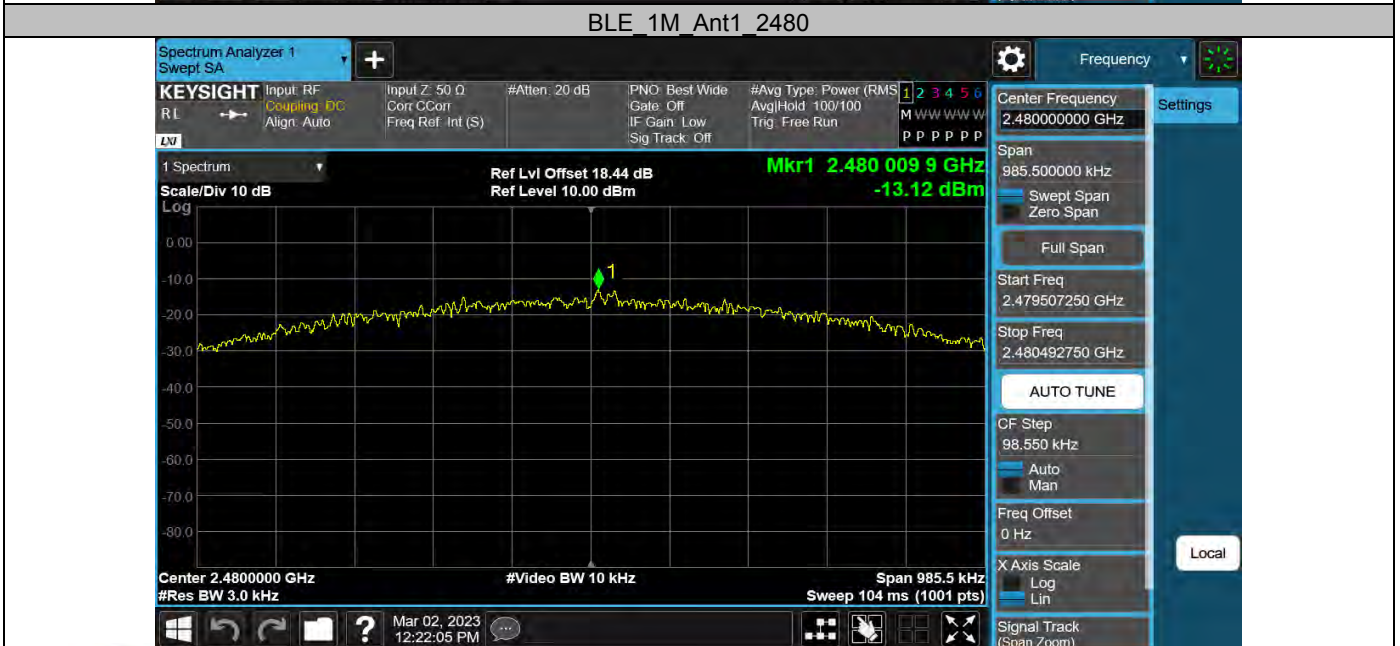 BLE_1M_Ant1_2480
Spectrum Analyzer 1
Swept SA
+
Frequency
KEYSIGHT
R L
LXI
Input: RF
Coupling: DC
Align: Auto
Input Z: 50 Ω
Corr CCorr
Freq Ref: Int (S)
#Atten: 20 dB
PNO: Best Wide
Gate: Off
IF Gain: Low
Sig Track: Off
#Avg Type: Power (RMS
Avg|Hold: 100/100
Trig: Free Run
1 2 3 4 5 6
M W W W W W
P P P P P P
1 Spectrum
Scale/Div 10 dB
Log
Ref Lvl Offset 18.44 dB
Ref Level 10.00 dBm
Mkr1 2.480 009 9 GHz
-13.12 dBm
0.00
-10.0
-20.0
-30.0
-40.0
-50.0
-60.0
-70.0
-80.0
1
Center 2.4800000 GHz
#Res BW 3.0 kHz
#Video BW 10 kHz
Span 985.5 kHz
Sweep 104 ms (1001 pts)
Mar 02, 2023
12:22:05 PM
?
Center Frequency
2.480000000 GHz
Span
985.500000 kHz
Swept Span
Zero Span
Full Span
Start Freq
2.479507250 GHz
Stop Freq
2.480492750 GHz
AUTO TUNE
CF Step
98.550 kHz
Auto
Man
Freq Offset
0 Hz
X Axis Scale
Log
Lin
Signal Track
(Span Zoom)
Settings
Local